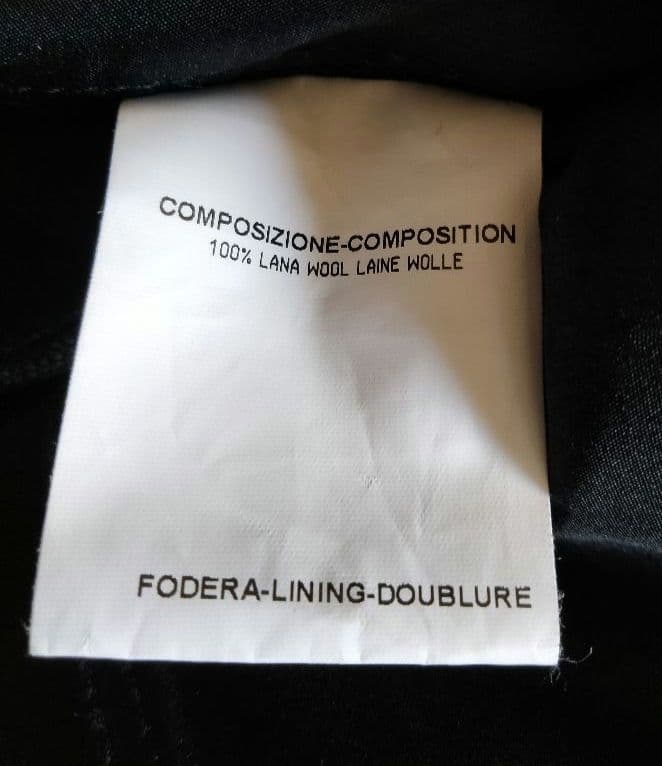 COMPOSIZIONE-COMPOSITION
100% LANA WOOL LAINE WOLLE
FODERA-LINING-DOUBLURE